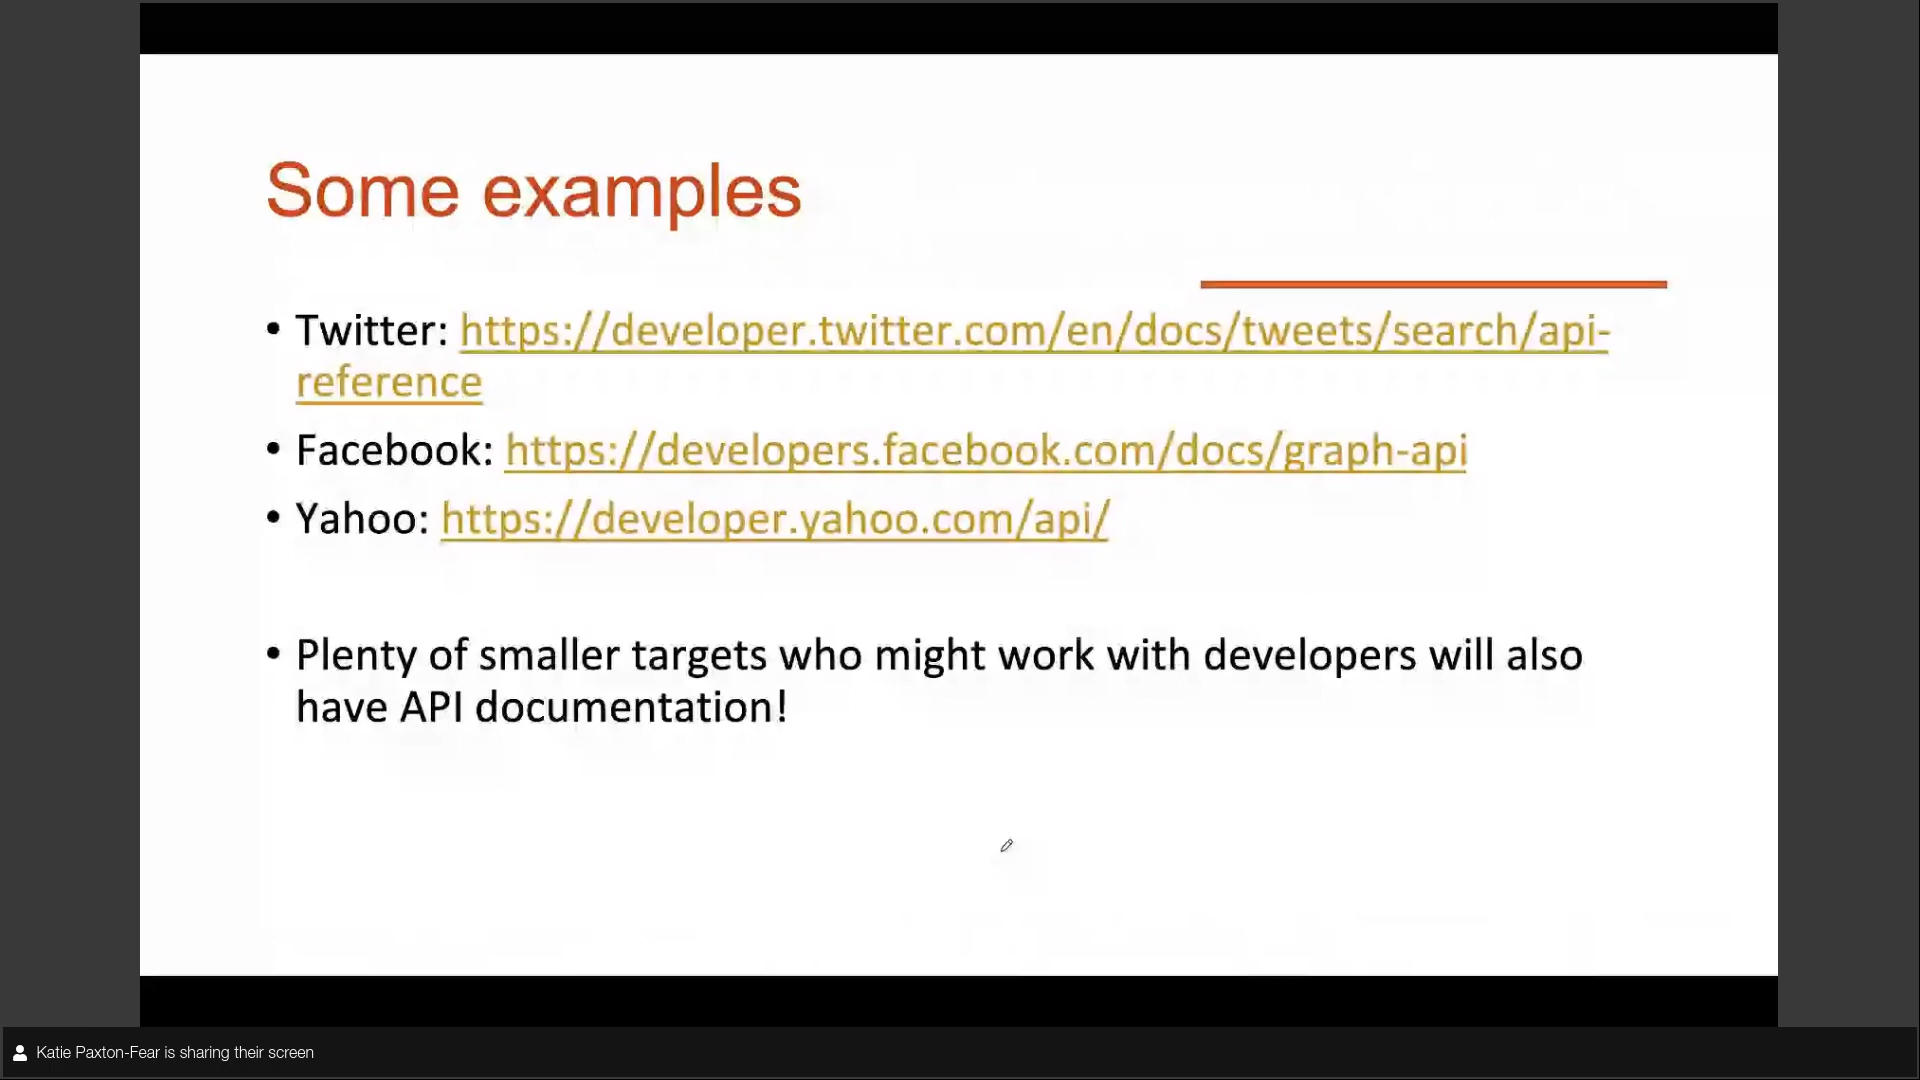 Some examples
• Twitter: https://developer.twitter.com/en/docs/tweets/search/api-
reference
• Facebook: https://developers.facebook.com/docs/graph-api
• Yahoo: https://developer.yahoo.com/api/
• Plenty of smaller targets who might work with developers will also
have API documentation!
Katie Paxton-Fear is sharing their screen